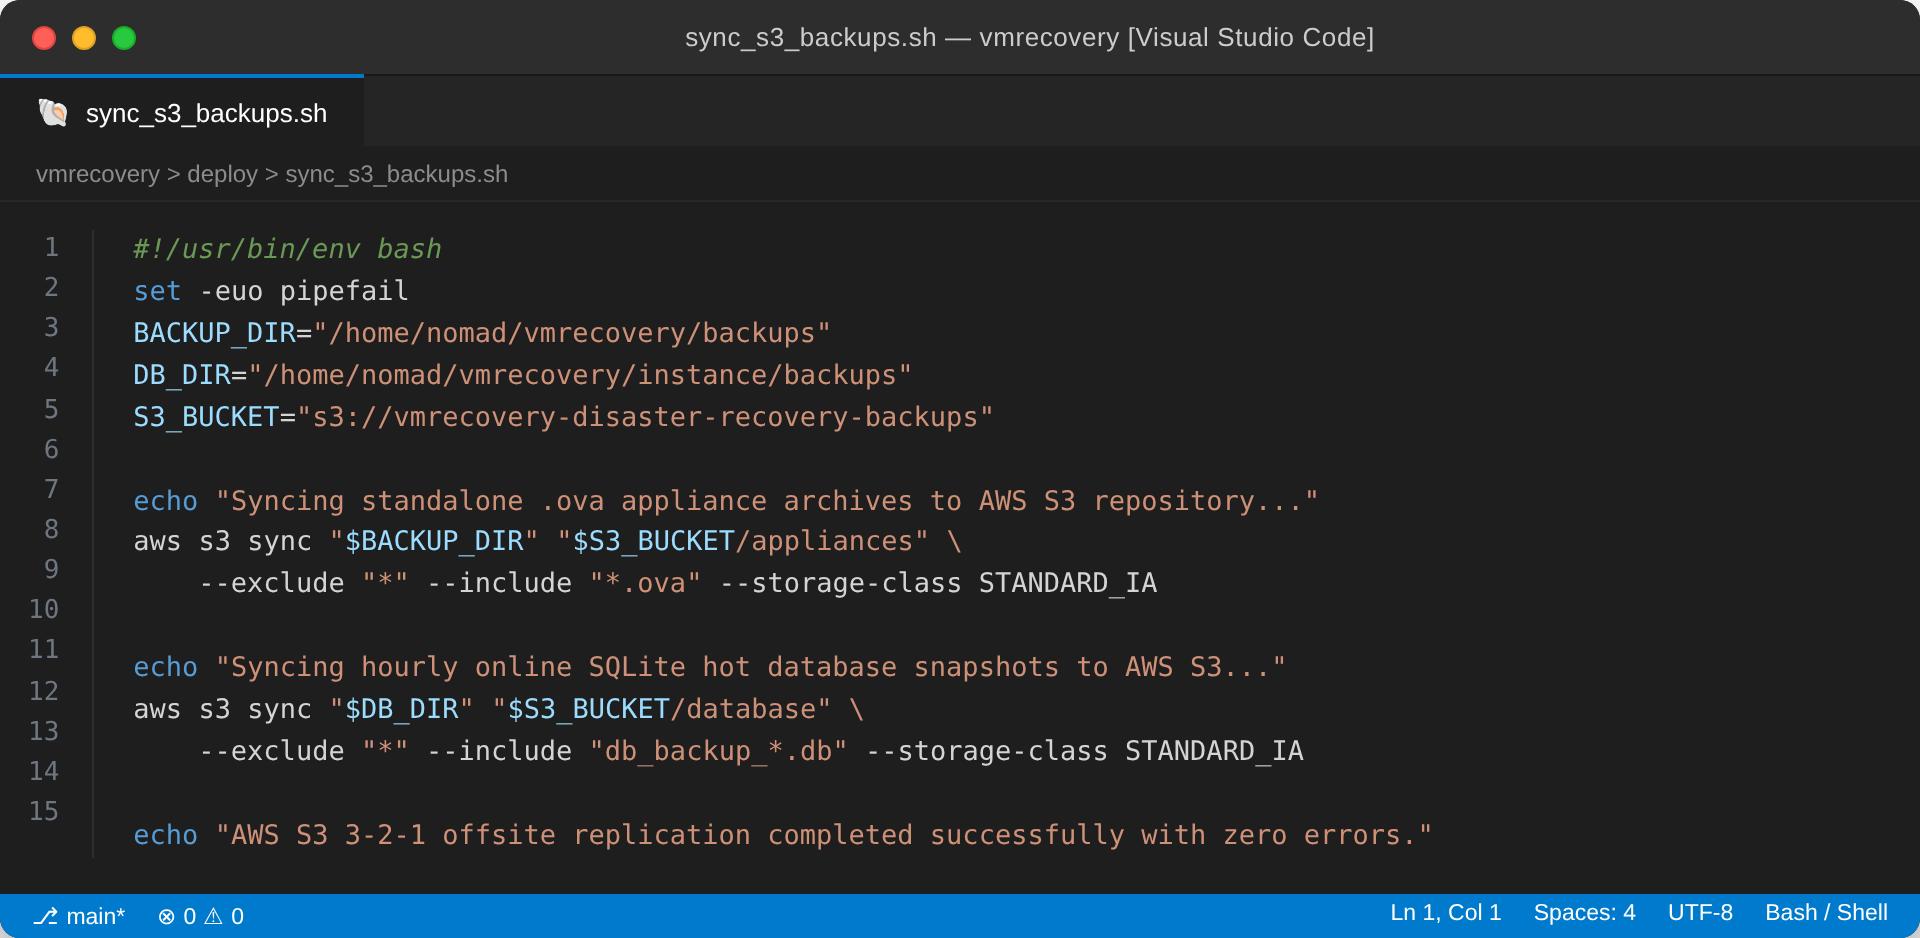 sync_s3_backups.sh — vmrecovery [Visual Studio Code]
sync_s3_backups.sh
vmrecovery > deploy > sync_s3_backups.sh
1 #!/usr/bin/env bash
2 set -euo pipefail
3 BACKUP_DIR="/home/nomad/vmrecovery/backups"
4 DB_DIR="/home/nomad/vmrecovery/instance/backups"
5 S3_BUCKET="s3://vmrecovery-disaster-recovery-backups"
6
7 echo "Syncing standalone .ova appliance archives to AWS S3 repository..."
8 aws s3 sync "$BACKUP_DIR" "$S3_BUCKET/appliances" \
9     --exclude "*" --include "*.ova" --storage-class STANDARD_IA
10
11 echo "Syncing hourly online SQLite hot database snapshots to AWS S3..."
12 aws s3 sync "$DB_DIR" "$S3_BUCKET/database" \
13     --exclude "*" --include "db_backup_*.db" --storage-class STANDARD_IA
14
15 echo "AWS S3 3-2-1 offsite replication completed successfully with zero errors."
⎇ main* ⊗ 0 ⚠ 0 Ln 1, Col 1 Spaces: 4 UTF-8 Bash / Shell